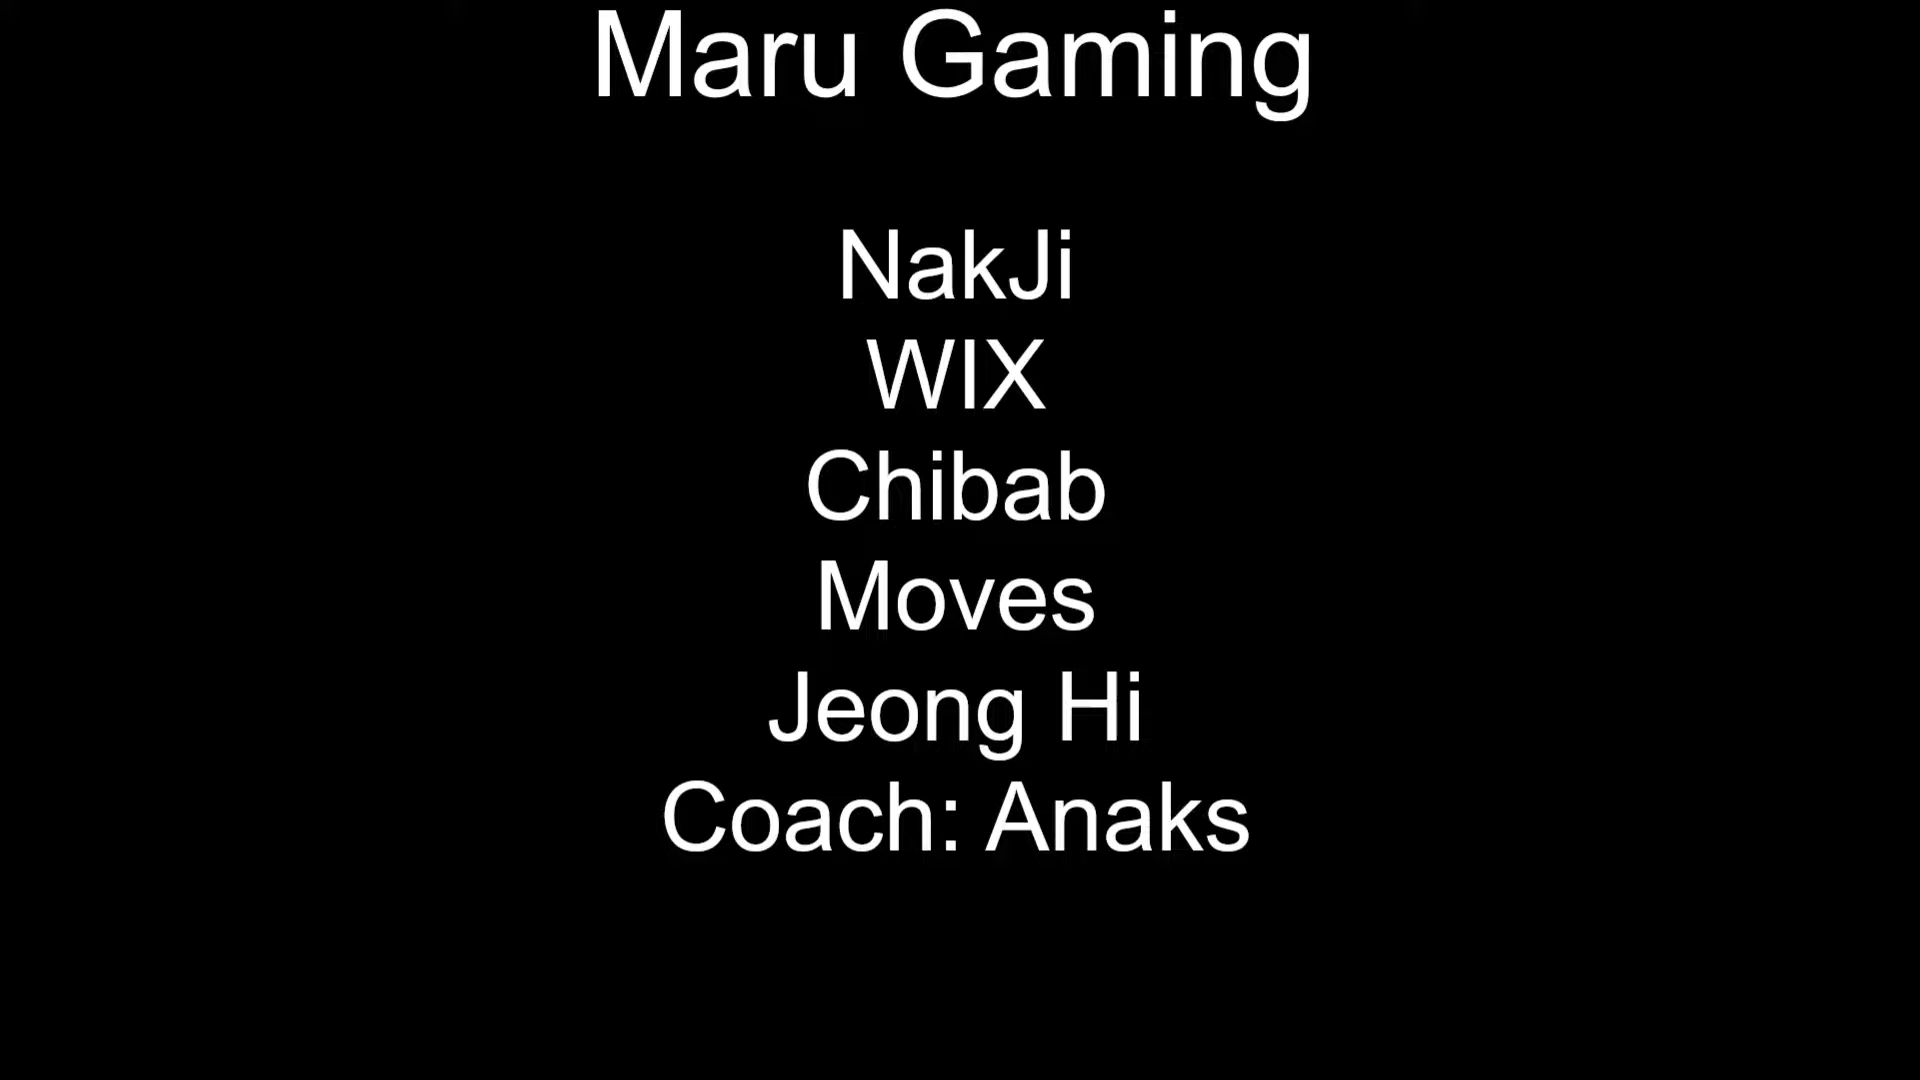 Maru Gaming
NakJi
WIX
Chibab
Moves
Jeong Hi
Coach: Anaks